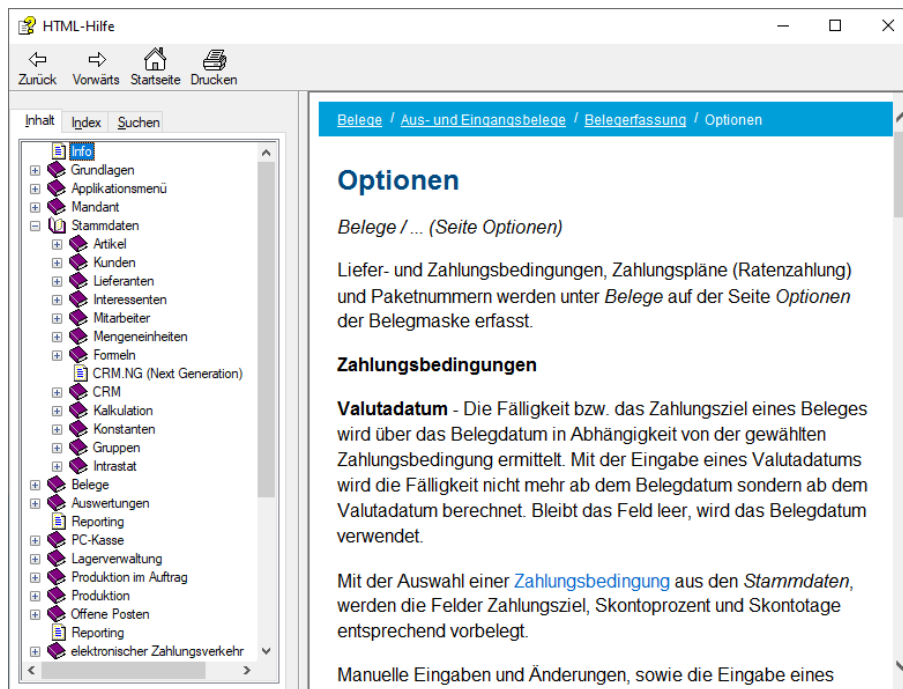 HTML-Hilfe
Zurück Vorwärts Startseite Drucken
Inhalt Index Suchen
Info
Grundlagen
Applikationsmenü
Mandant
Stammdaten
Artikel
Kunden
Lieferanten
Interessenten
Mitarbeiter
Mengeneinheiten
Formeln
CRM.NG (Next Generation)
CRM
Kalkulation
Konstanten
Gruppen
Intrastat
Belege
Auswertungen
Reporting
PC-Kasse
Lagerverwaltung
Produktion im Auftrag
Produktion
Offene Posten
Reporting
elektronischer Zahlungsverkehr
Belege / Aus- und Eingangsbelege / Belegerfassung / Optionen
Optionen
Belege / ... (Seite Optionen)
Liefer- und Zahlungsbedingungen, Zahlungspläne (Ratenzahlung)
und Paketnummern werden unter Belege auf der Seite Optionen
der Belegmaske erfasst.
Zahlungsbedingungen
Valutadatum - Die Fälligkeit bzw. das Zahlungsziel eines Beleges
wird über das Belegdatum in Abhängigkeit von der gewählten
Zahlungsbedingung ermittelt. Mit der Eingabe eines Valutadatums
wird die Fälligkeit nicht mehr ab dem Belegdatum sondern ab dem
Valutadatum berechnet. Bleibt das Feld leer, wird das Belegdatum
verwendet.
Mit der Auswahl einer Zahlungsbedingung aus den Stammdaten,
werden die Felder Zahlungsziel, Skontoprozent und Skontotage
entsprechend vorbelegt.
Manuelle Eingaben und Änderungen, sowie die Eingabe eines